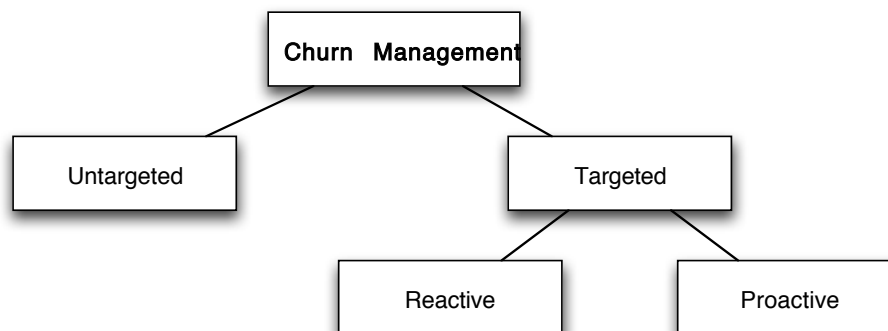 Churn Management
Untargeted
Targeted
Reactive
Proactive